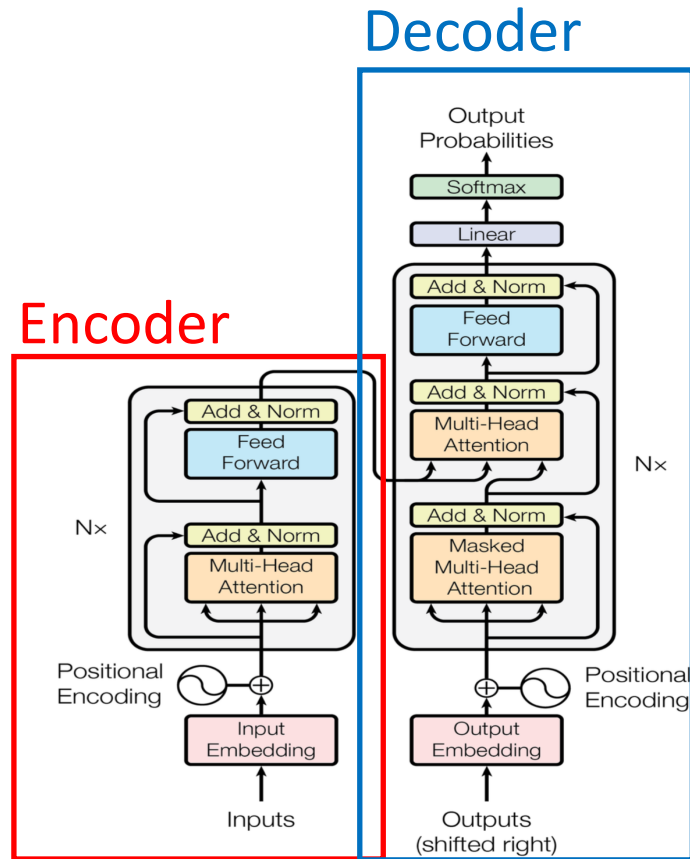 Decoder
Output
Probabilities
Softmax
Linear
Add & Norm
Feed
Forward
Add & Norm
Multi-Head
Attention
Nx
Add & Norm
Masked
Multi-Head
Attention
Positional
Encoding
Output
Embedding
Outputs
(shifted right)
Encoder
Add & Norm
Feed
Forward
Nx
Add & Norm
Multi-Head
Attention
Positional
Encoding
Input
Embedding
Inputs